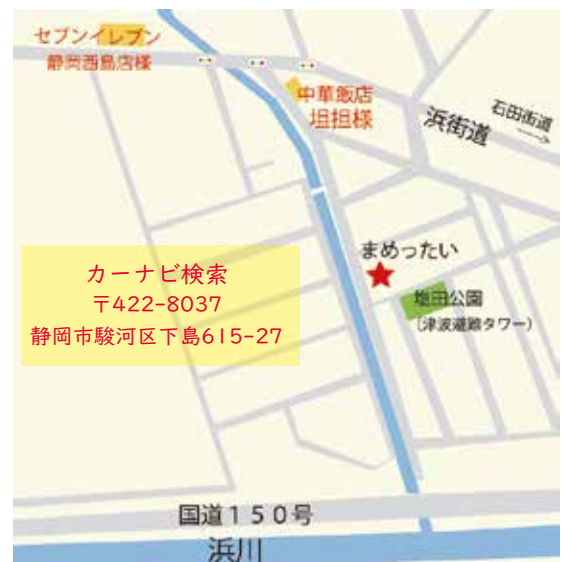 セブンイレブン
静岡西島店様
中華飯店
坦担様
浜街道
石田街道
まめったい
カーナビ検索
〒422-8037
静岡市駿河区下島615-27
公園
（津波避難タワー）
国道１５０号
浜川